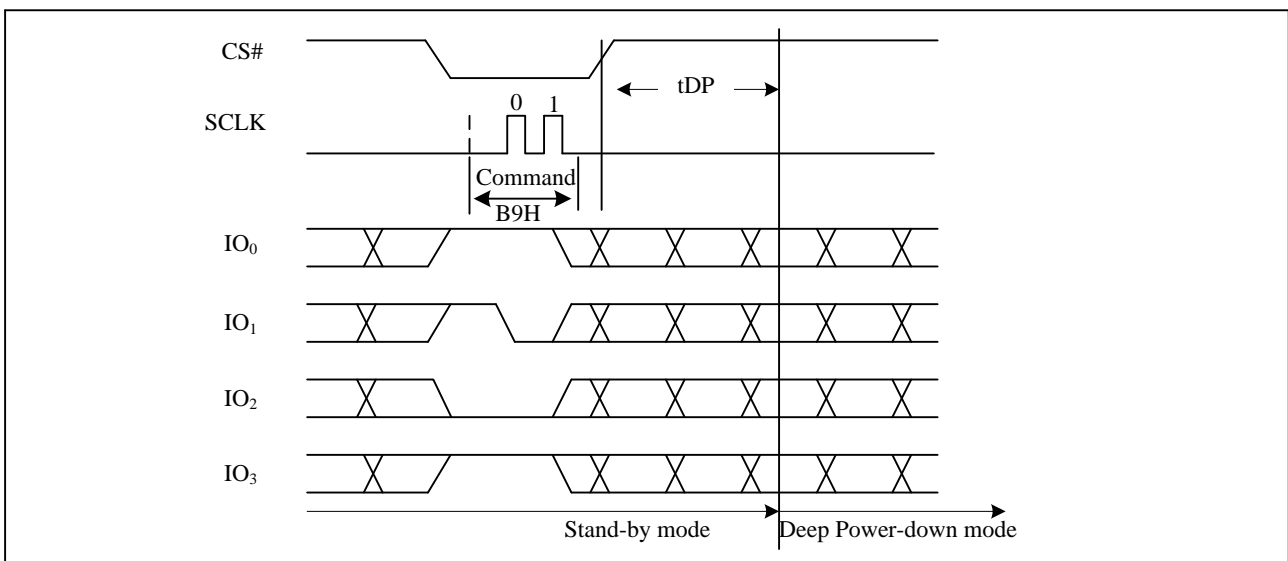 CS#
tDP
SCLK
0 1
Command
B9H
IO₀
IO₁
IO₂
IO₃
Stand-by mode
Deep Power-down mode